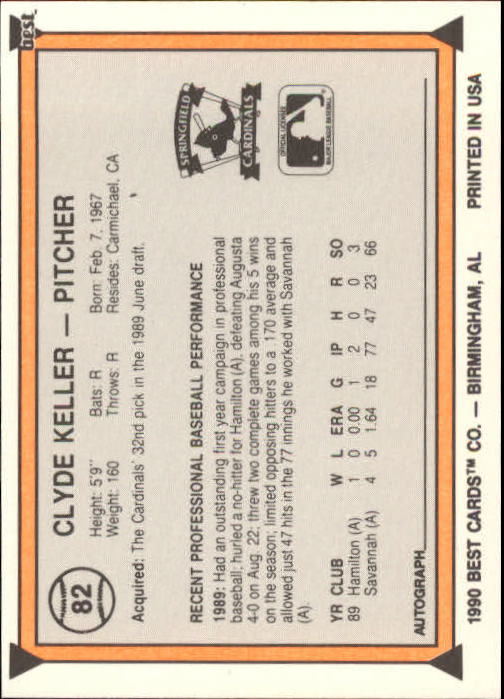 best
82
CLYDE KELLER — PITCHER
Height: 5'9" Bats: R Born: Feb. 7, 1967
Weight: 160 Throws: R Resides: Carmichael, CA
Acquired: The Cardinals' 32nd pick in the 1989 June draft.
SPRINGFIELD
CARDINALS
OFFICIAL LICENSEE
MAJOR LEAGUE BASEBALL
RECENT PROFESSIONAL BASEBALL PERFORMANCE
1989: Had an outstanding first year campaign in professional
baseball; hurled a no-hitter for Hamilton (A), defeating Augusta
4-0 on Aug. 22; threw two complete games among his 5 wins
on the season; limited opposing hitters to a .170 average and
allowed just 47 hits in the 77 innings he worked with Savannah
(A).
YR CLUB W L ERA G IP H R SO
89 Hamilton (A) 1 0 0.00 1 2 0 0 3
Savannah (A) 4 5 1.64 18 77 47 23 66
AUTOGRAPH
1990 BEST CARDS™ CO. — BIRMINGHAM, AL PRINTED IN USA